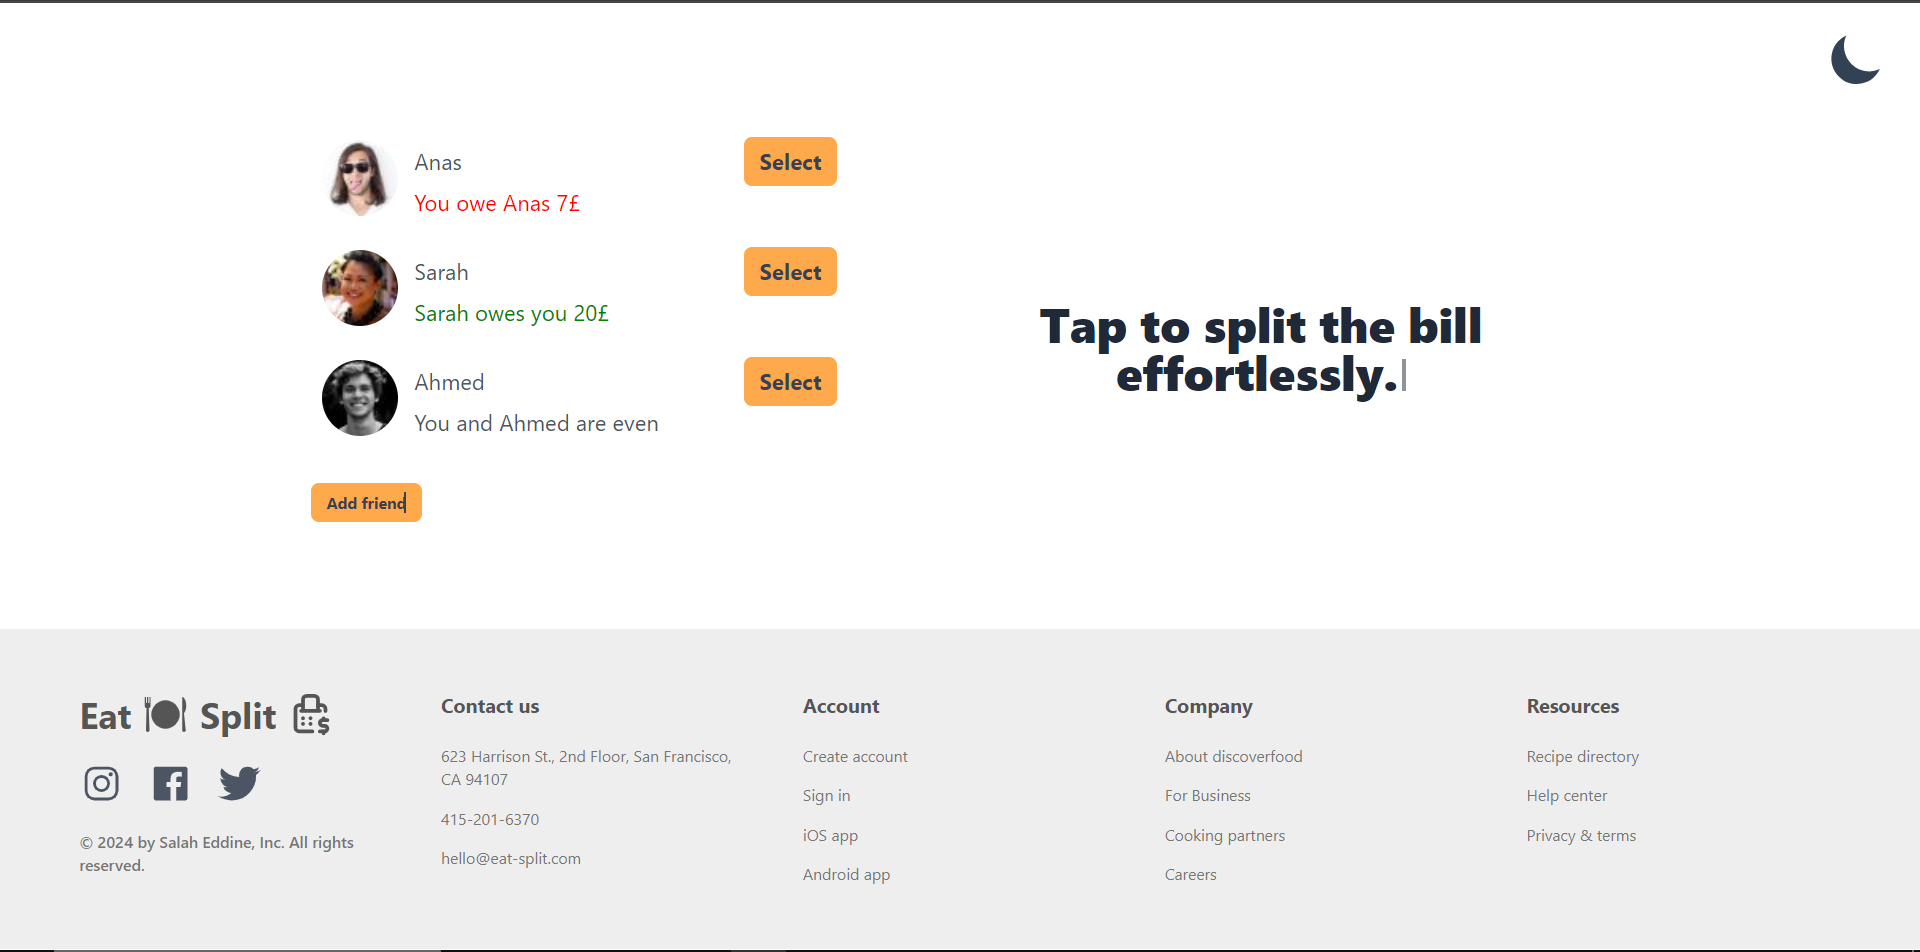 Anas
Select
You owe Anas 7£
Sarah
Select
Sarah owes you 20£
Ahmed
Select
You and Ahmed are even
Add friend
Tap to split the bill
effortlessly.
Eat Split
© 2024 by Salah Eddine, Inc. All rights
reserved.
Contact us
623 Harrison St., 2nd Floor, San Francisco,
CA 94107
415-201-6370
hello@eat-split.com
Account
Create account
Sign in
iOS app
Android app
Company
About discoverfood
For Business
Cooking partners
Careers
Resources
Recipe directory
Help center
Privacy & terms